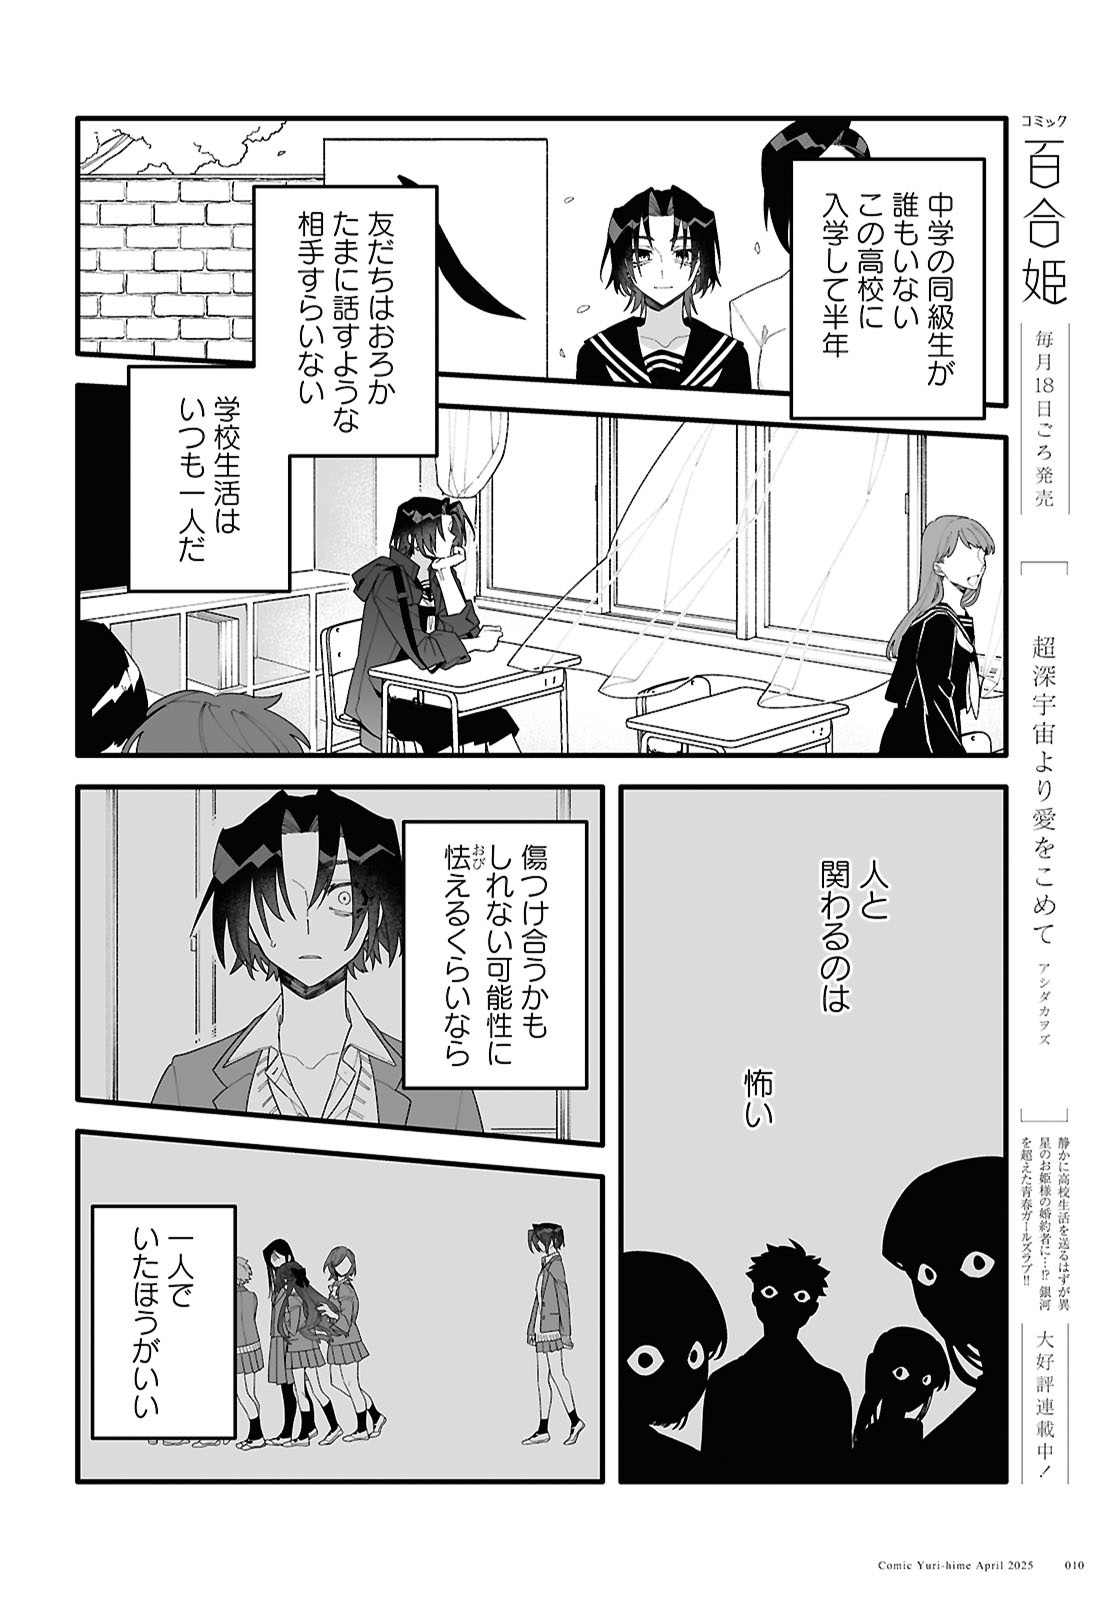 中学の同級生が
誰もいない
この高校に
入学して半年
友だちはおろか
たまに話すような
相手すらいない
学校生活は
いつも一人だ
人と
関わるのは
怖い
傷つけ合うかも
しれない可能性に
怯えるくらいなら
おび
一人で
いたほうがいい
コミック
百合姫
毎月18日ごろ発売
超深宇宙より愛をこめて
アシダカヲズ
静かに高校生活を送るはずが異
星のお姫様の婚約者に…!? 銀河
を超えた青春ガールズラブ!!
大好評連載中!
Comic Yuri-hime April 2025
010